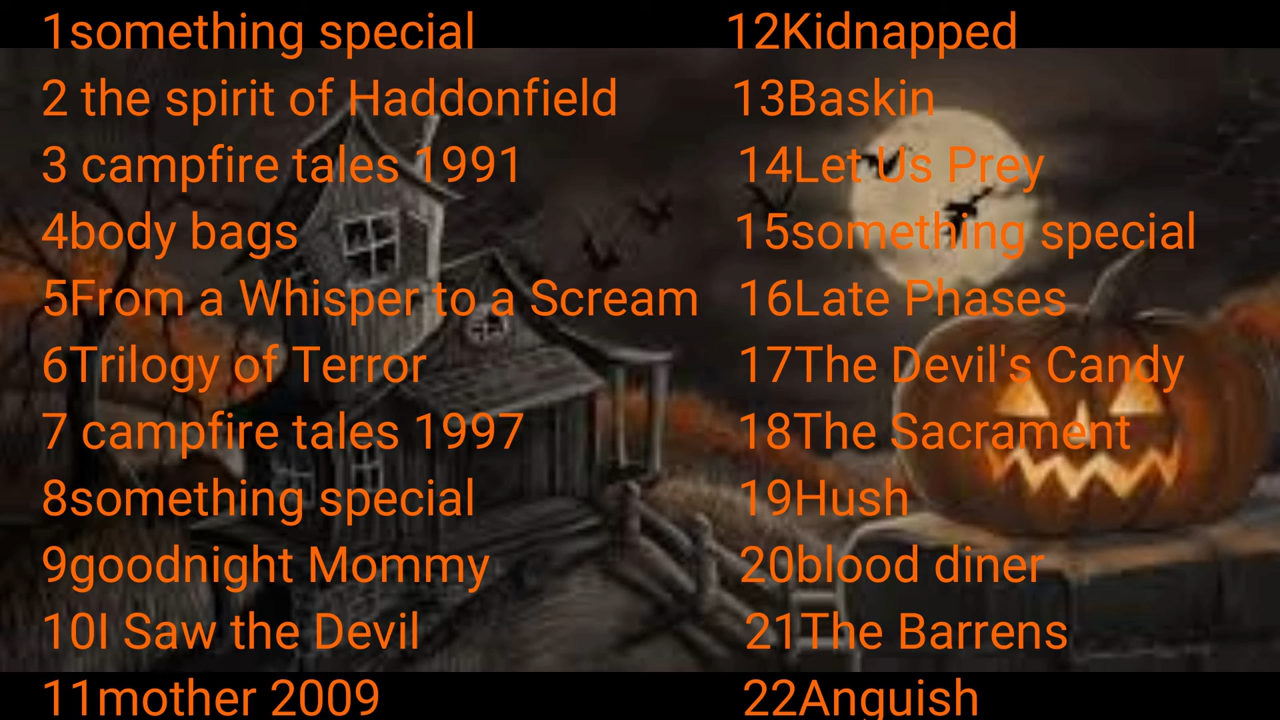 1something special
2 the spirit of Haddonfield
3 campfire tales 1991
4body bags
5From a Whisper to a Scream
6Trilogy of Terror
7 campfire tales 1997
8something special
9goodnight Mommy
10I Saw the Devil
11mother 2009
12Kidnapped
13Baskin
14Let Us Prey
15something special
16Late Phases
17The Devil's Candy
18The Sacrament
19Hush
20blood diner
21The Barrens
22Anguish